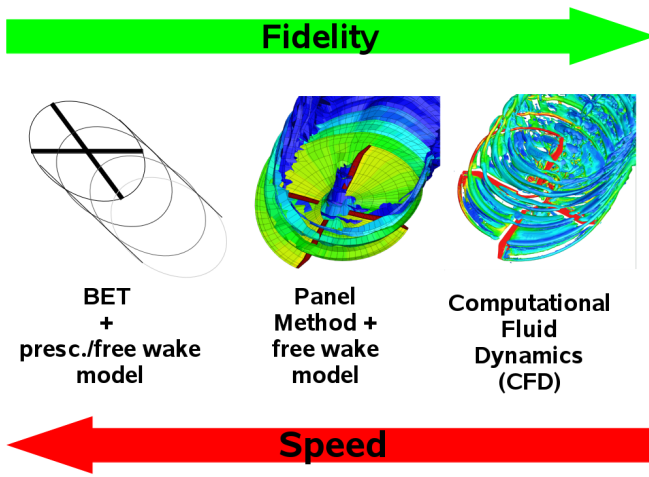 Fidelity
BET
+
presc./free wake
model
Panel
Method +
free wake
model
Computational
Fluid
Dynamics
(CFD)
Speed